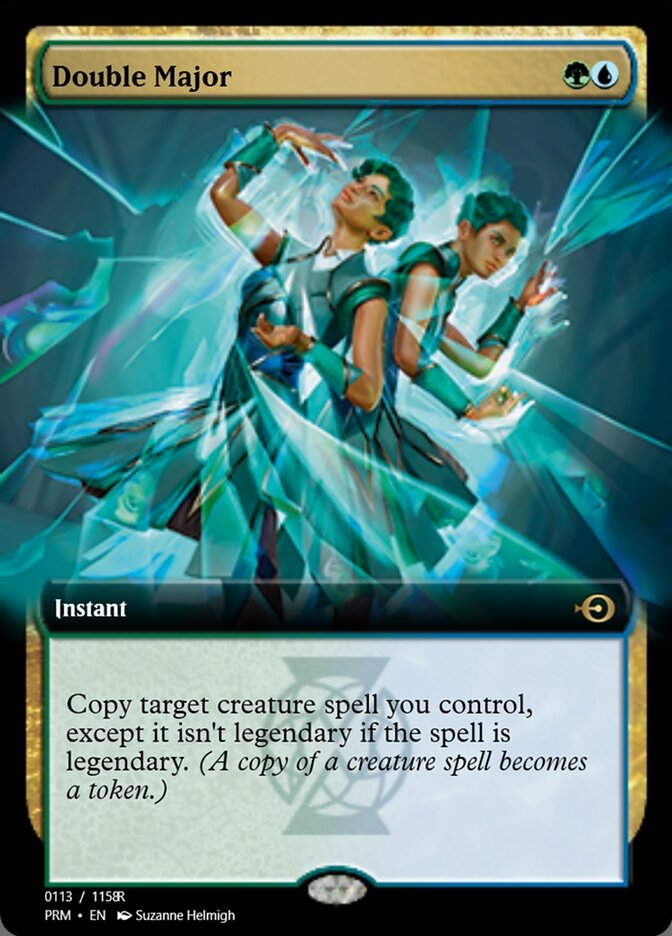 Double Major
Instant
Copy target creature spell you control,
except it isn't legendary if the spell is
legendary. (A copy of a creature spell becomes
a token.)
0113 / 1158R
PRM • EN Suzanne Helmigh